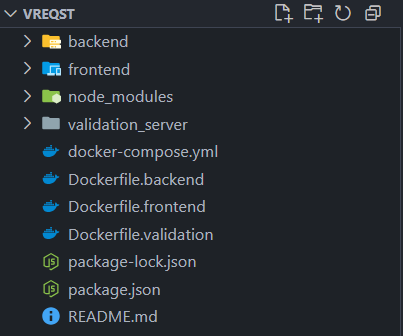 VREQST
backend
frontend
node_modules
validation_server
docker-compose.yml
Dockerfile.backend
Dockerfile.frontend
Dockerfile.validation
package-lock.json
package.json
README.md